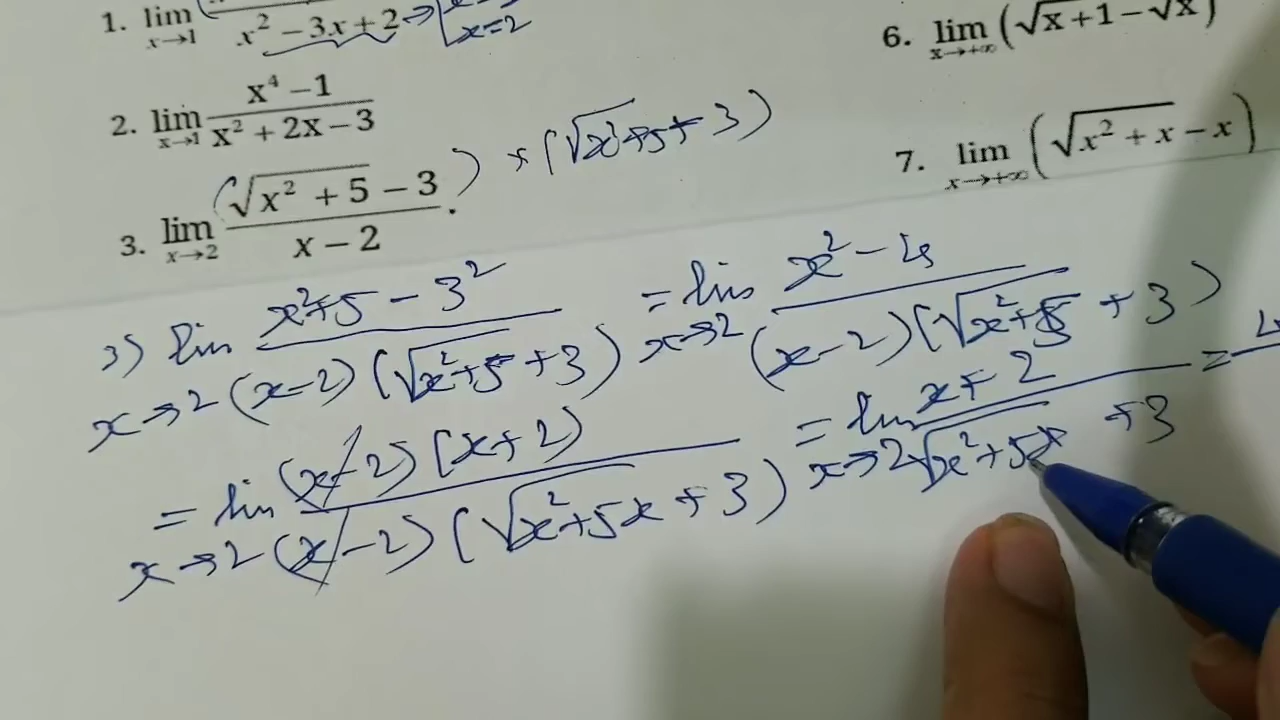 1. lim x→1 x² − 3x + 2 ⇒ x=2
2. lim x→1 (x⁴ − 1)/(x² + 2x − 3)
3. lim x→2 (√(x² + 5) − 3)/(x − 2) × (√(x²+5) + 3)
6. lim x→+∞ (√x+1 − √x)
7. lim x→+∞ (√(x² + x) − x)
3) lim x→2 (x²+5 − 3²)/((x−2)(√(x²+5) + 3)) = lim x→2 (x² − 4)/((x−2)(√(x²+5) + 3))
= lim x→2 ((x−2)(x+2))/((x−2)(√(x²+5x) + 3)) = lim x→2 (x+2)/(√(x²+5x) + 3) = 4